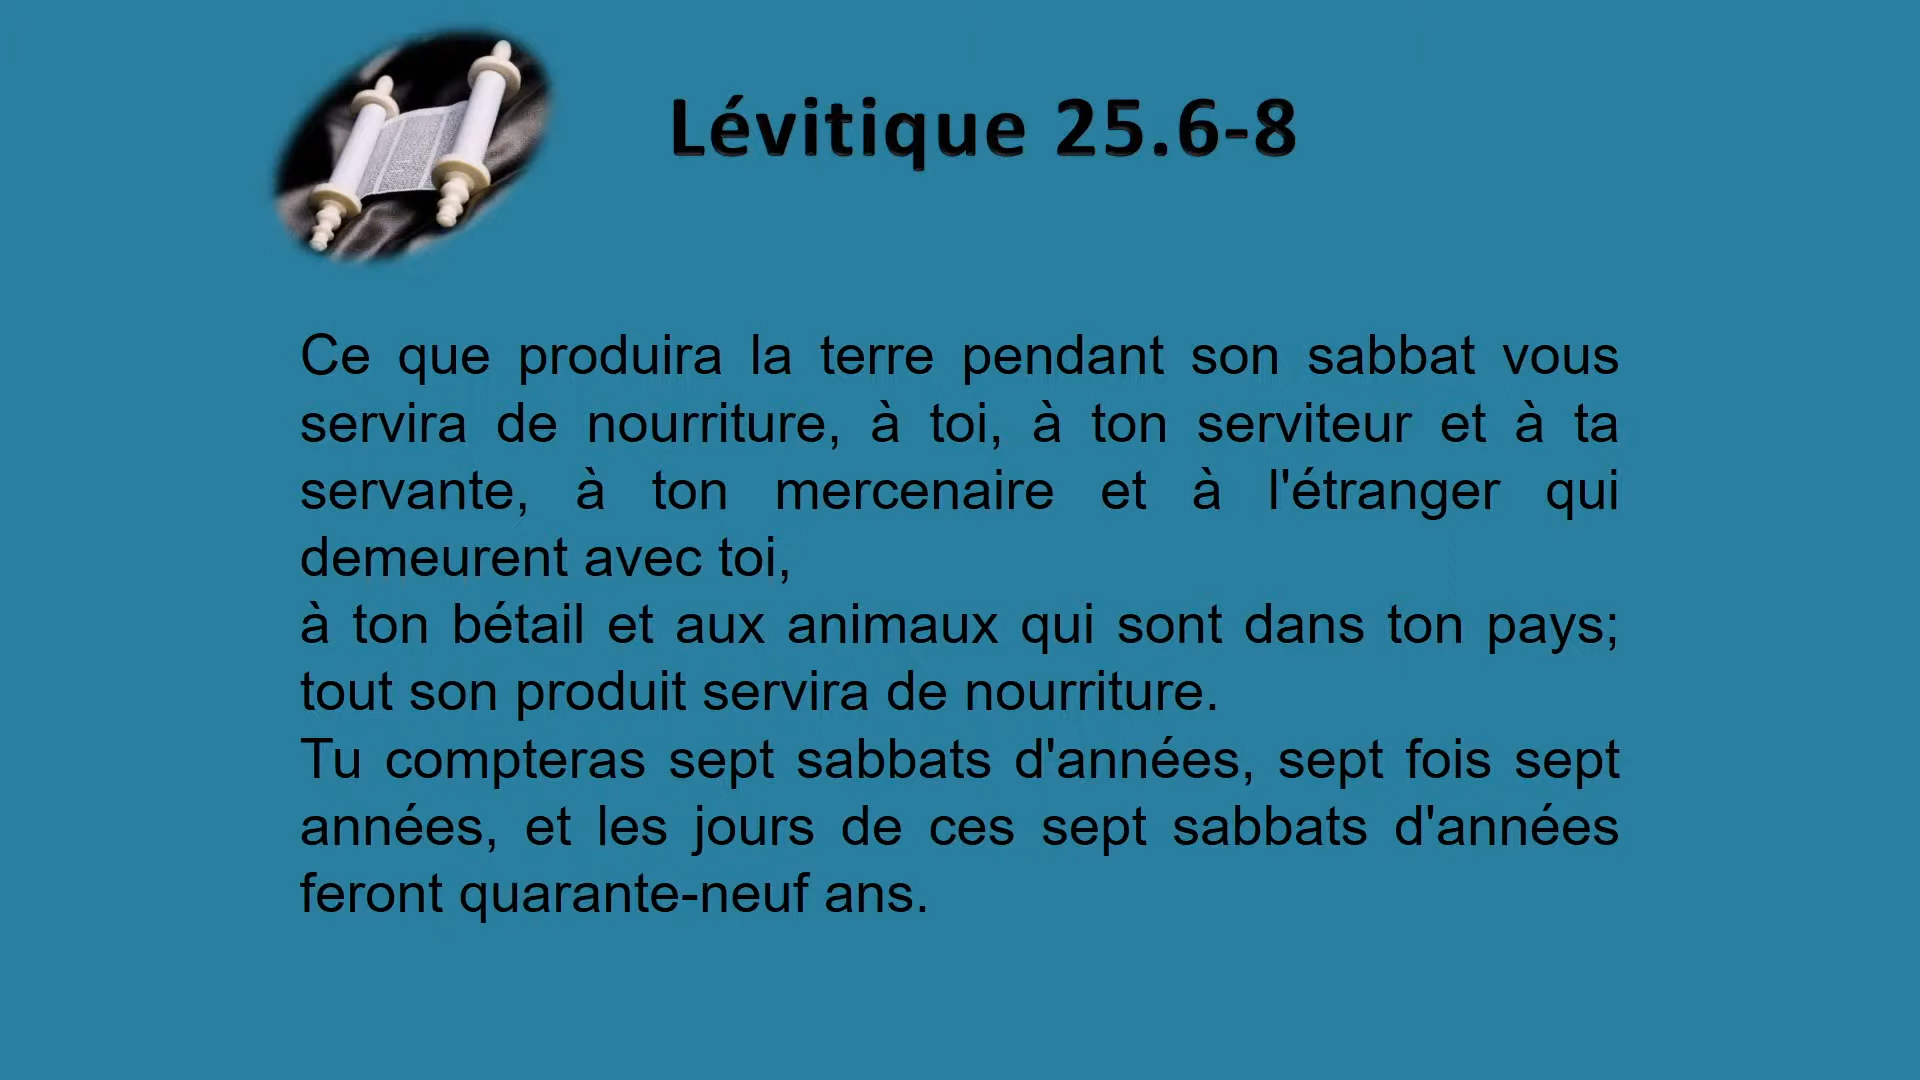 Lévitique 25.6-8
Ce que produira la terre pendant son sabbat vous
servira de nourriture, à toi, à ton serviteur et à ta
servante, à ton mercenaire et à l'étranger qui
demeurent avec toi,
à ton bétail et aux animaux qui sont dans ton pays;
tout son produit servira de nourriture.
Tu compteras sept sabbats d'années, sept fois sept
années, et les jours de ces sept sabbats d'années
feront quarante-neuf ans.